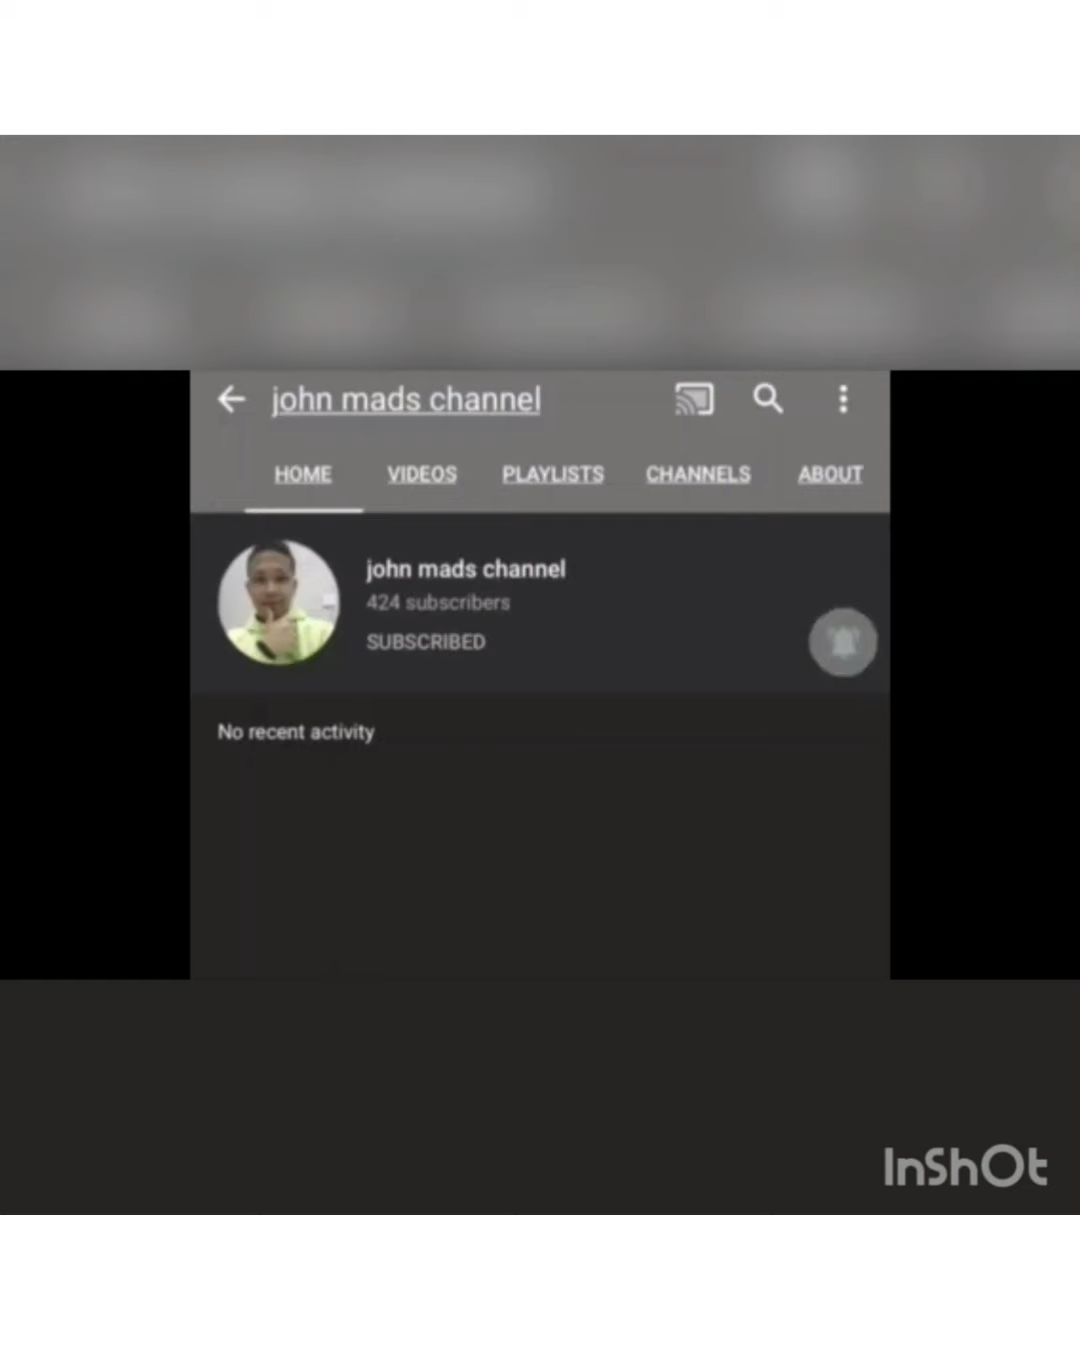 john mads channel
HOME VIDEOS PLAYLISTS CHANNELS ABOUT
john mads channel
424 subscribers
SUBSCRIBED
No recent activity
InShOt